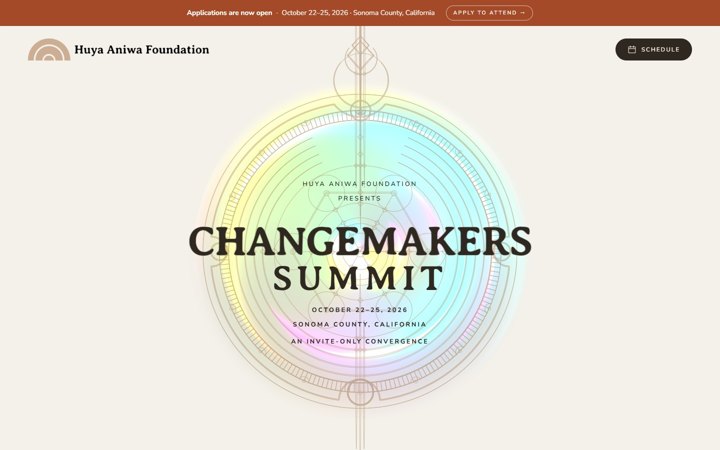 Applications are now open · October 22–25, 2026 · Sonoma County, California
APPLY TO ATTEND →
Huya Aniwa Foundation
SCHEDULE
HUYA ANIWA FOUNDATION
PRESENTS
CHANGEMAKERS
SUMMIT
OCTOBER 22–25, 2026
SONOMA COUNTY, CALIFORNIA
AN INVITE-ONLY CONVERGENCE